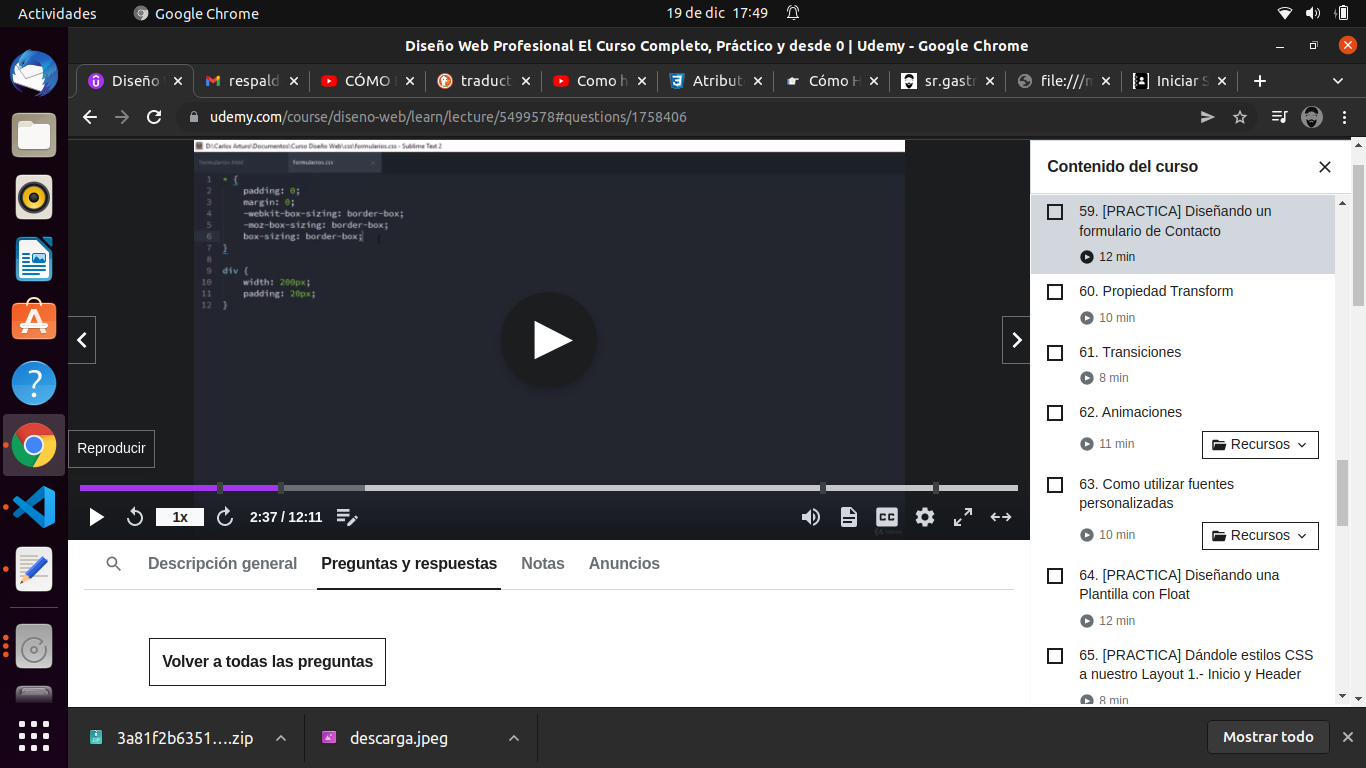 Actividades
Google Chrome
19 de dic 17:49
Diseño Web Profesional El Curso Completo, Práctico y desde 0 | Udemy - Google Chrome
Diseño
respald
CÓMO
traduct
Como h
Atribut
Cómo H
sr.gastr
file:///m
Iniciar S
udemy.com/course/diseno-web/learn/lecture/5499578#questions/1758406
D:\Carlos Arturo\Documentos\Curso Diseño Web\css\formularios.css - Sublime Text 2
formularios.html
formularios.css
1 * {
2 padding: 0;
3 margin: 0;
4 -webkit-box-sizing: border-box;
5 -moz-box-sizing: border-box;
6 box-sizing: border-box;
7 }
8
9 div {
10 width: 200px;
11 padding: 20px;
12 }
Reproducir
1x
2:37 / 12:11
CC
Descripción general
Preguntas y respuestas
Notas
Anuncios
Volver a todas las preguntas
Contenido del curso
59. [PRACTICA] Diseñando un
formulario de Contacto
12 min
60. Propiedad Transform
10 min
61. Transiciones
8 min
62. Animaciones
11 min
Recursos
63. Como utilizar fuentes
personalizadas
10 min
Recursos
64. [PRACTICA] Diseñando una
Plantilla con Float
12 min
65. [PRACTICA] Dándole estilos CSS
a nuestro Layout 1.- Inicio y Header
8 min
3a81f2b6351....zip
descarga.jpeg
Mostrar todo